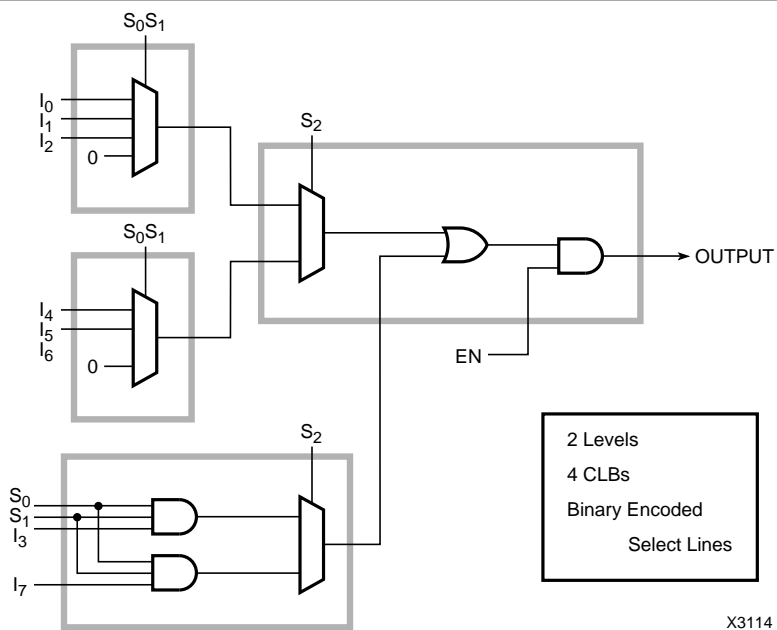 S0S1
I0
I1
I2
0
S2
S0S1
I4
I5
I6
0
OUTPUT
EN
S2
S0
S1
I3
I7
2 Levels
4 CLBs
Binary Encoded
Select Lines
X3114